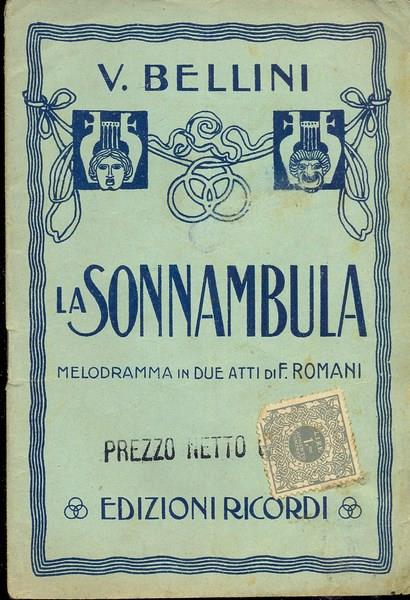 V. BELLINI
LA SONNAMBULA
MELODRAMMA IN DUE ATTI DI F. ROMANI
PREZZO NETTO
EDIZIONI RICORDI